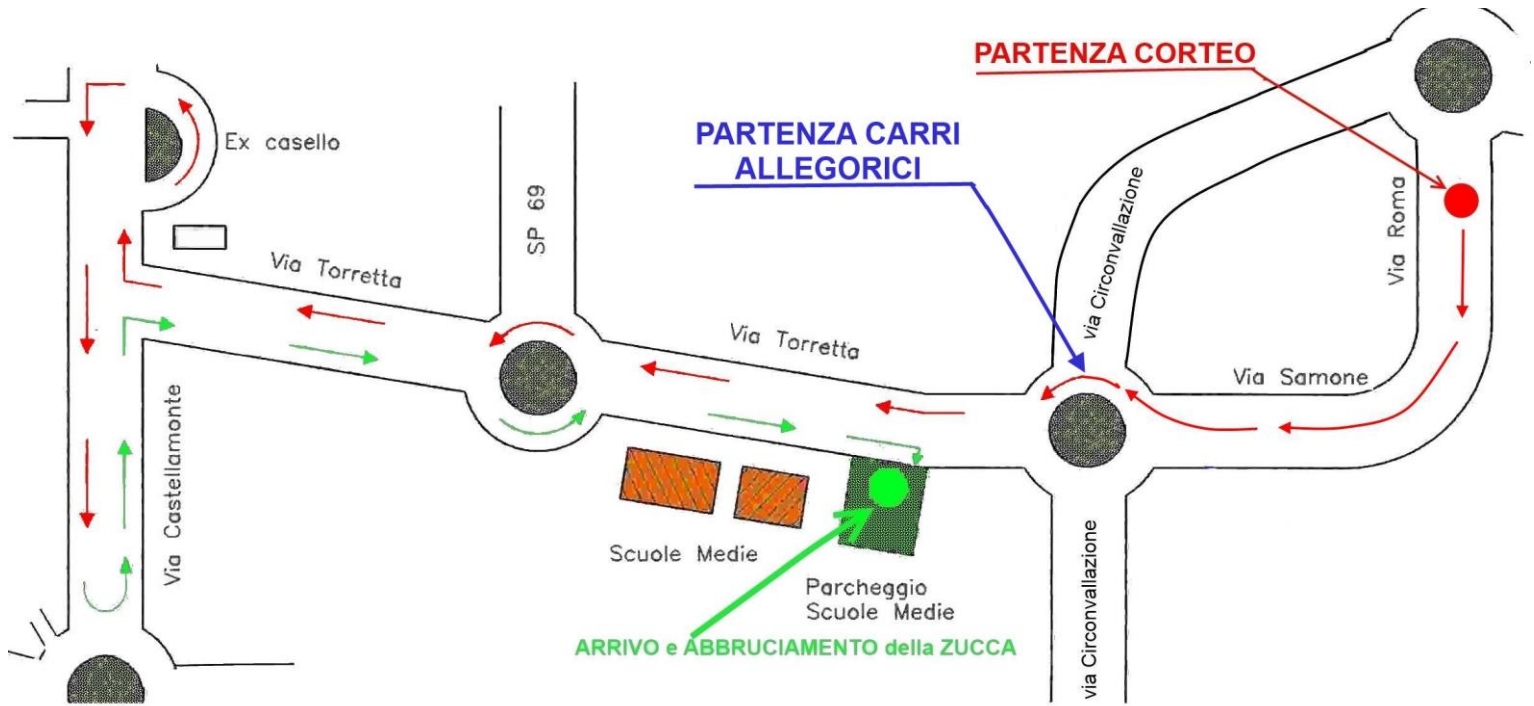 PARTENZA CORTEO
PARTENZA CARRI
ALLEGORICI
Ex casello
SP 69
via Circonvallazione
Via Roma
Via Torretta
Via Torretta
Via Samone
Via Castellamonte
Scuole Medie
Parcheggio
Scuole Medie
via Circonvallazione
ARRIVO e ABBRUCIAMENTO della ZUCCA